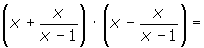 (x + x/(x − 1)) · (x − x/(x − 1)) =